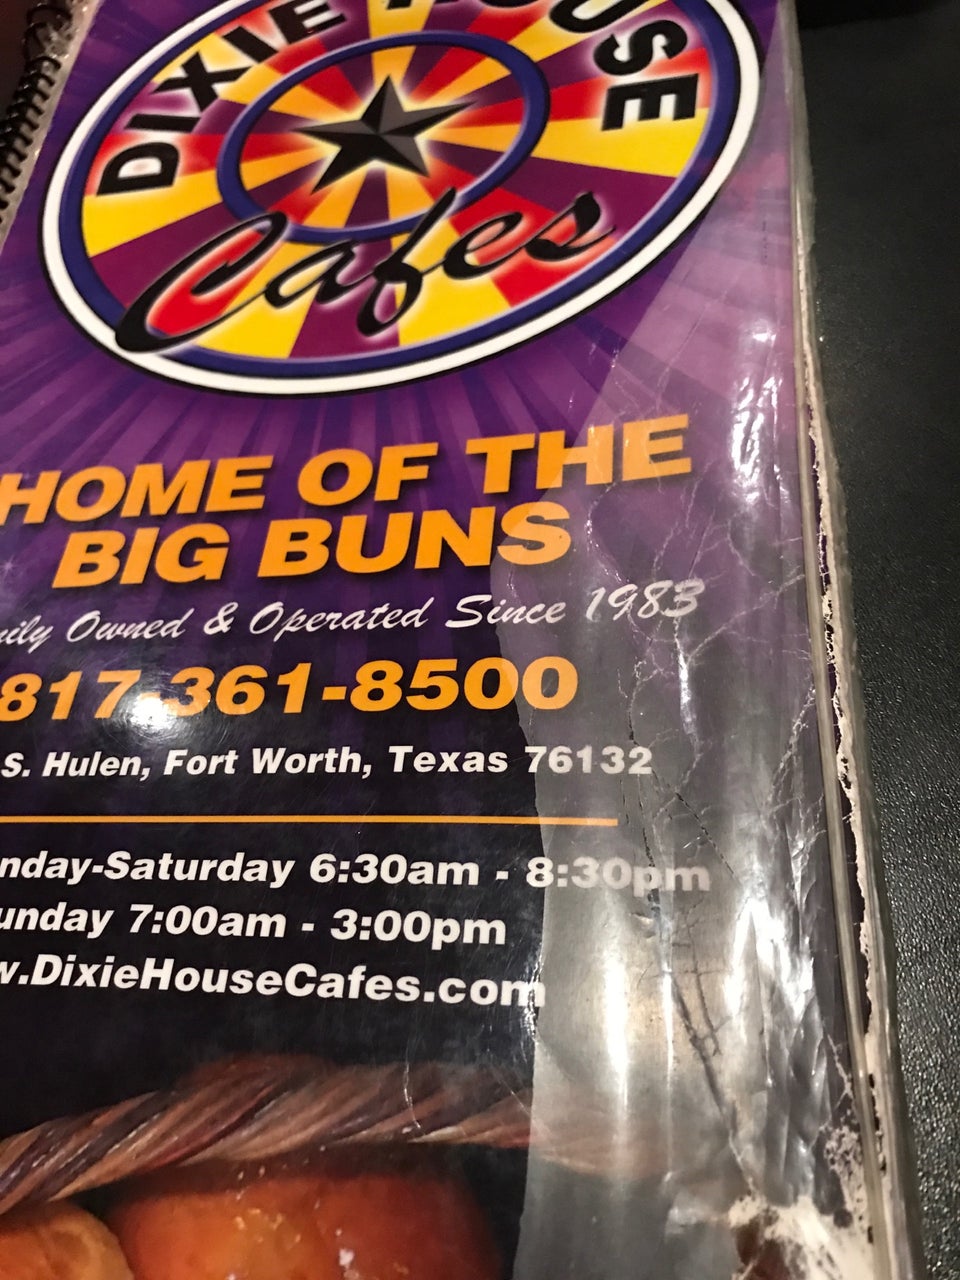 DIXIE HOUSE
Cafes
HOME OF THE
BIG BUNS
Owned & Operated Since 1983
817-361-8500
S. Hulen, Fort Worth, Texas 76132
nday-Saturday 6:30am - 8:30pm
unday 7:00am - 3:00pm
w.DixieHouseCafes.com